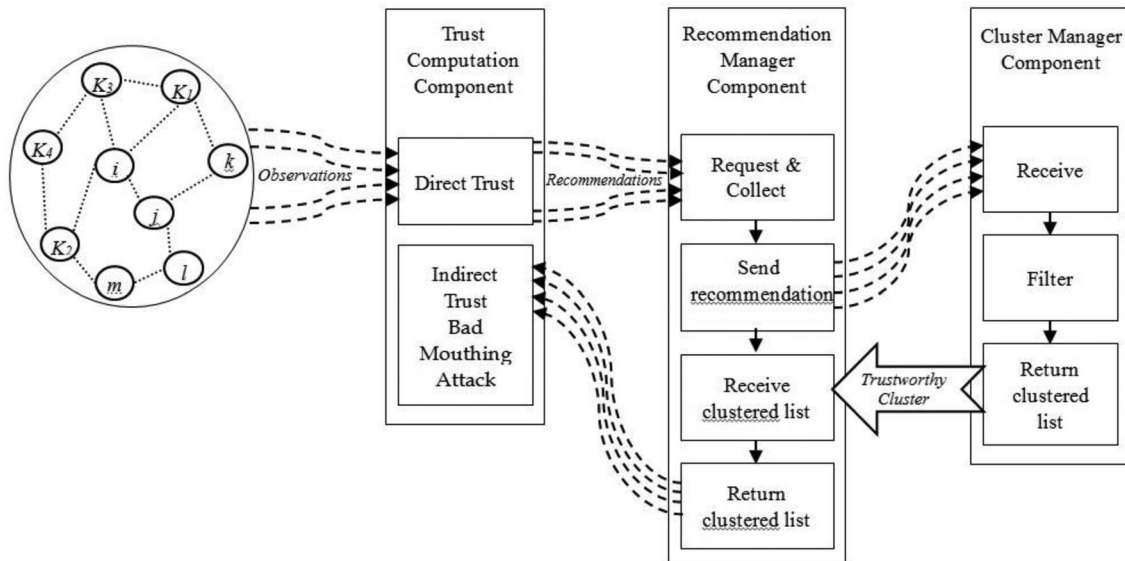 K3
K1
K4
i
k
j
K2
l
m
Observations
Trust
Computation
Component
Direct Trust
Indirect
Trust
Bad
Mouthing
Attack
Recommendations
Recommendation
Manager
Component
Request &
Collect
Send
recommendation
Receive
clustered list
Return
clustered list
Cluster Manager
Component
Receive
Filter
Return
clustered
list
Trustworthy
Cluster